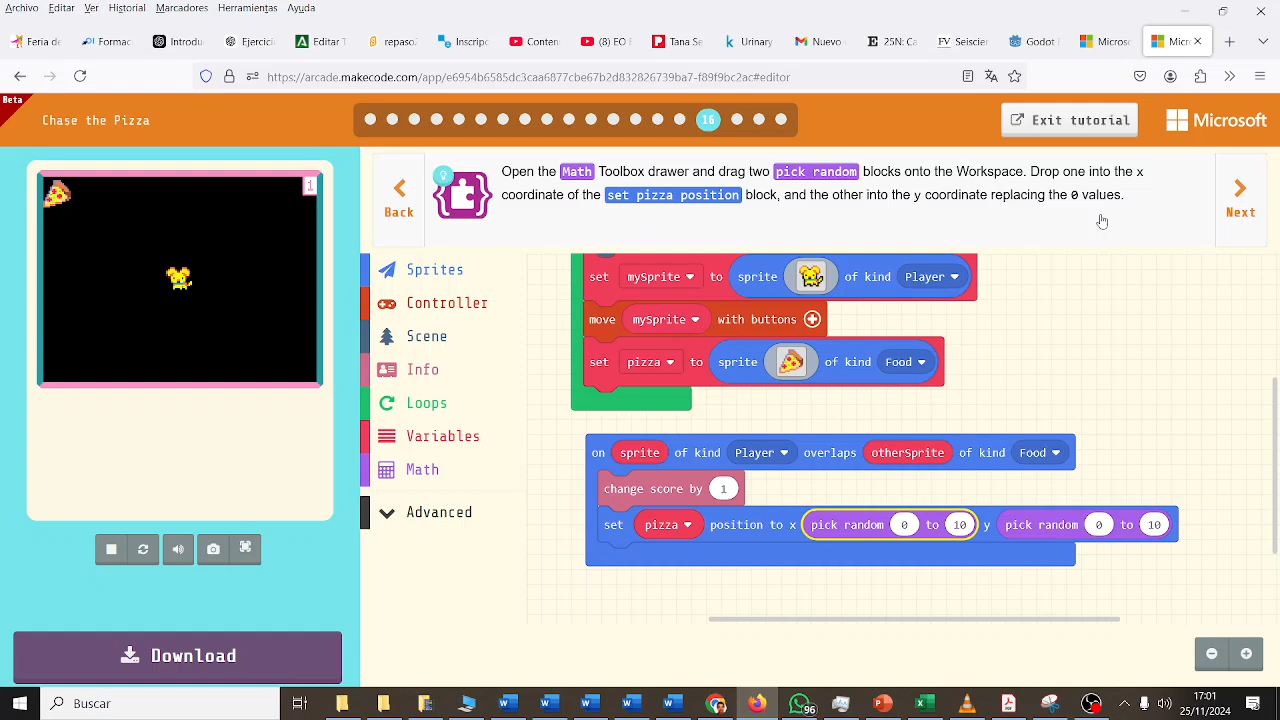 Archivo Editar Ver Historial Marcadores Herramientas Ayuda
Feria de Formac Introdu Ejercic Editar T repaso Inscripc Conten (8) FO E Tana Se Urinary Nuevo 25N: Ca Seiscier Godot Micros Micr
https://arcade.makecode.com/app/e6954b6585dc3caa6977cbe67b2d832826739ba7-f89f9bc2ac#editor
Beta
Chase the Pizza
16
Exit tutorial
Microsoft
Back
Open the Math Toolbox drawer and drag two pick random blocks onto the Workspace. Drop one into the x
coordinate of the set pizza position block, and the other into the y coordinate replacing the 0 values.
Next
1
Sprites
Controller
Scene
Info
Loops
Variables
Math
Advanced
set mySprite to sprite of kind Player
move mySprite with buttons
set pizza to sprite of kind Food
on sprite of kind Player overlaps otherSprite of kind Food
change score by 1
set pizza position to x pick random 0 to 10 y pick random 0 to 10
Download
Buscar
96
17:01
25/11/2024